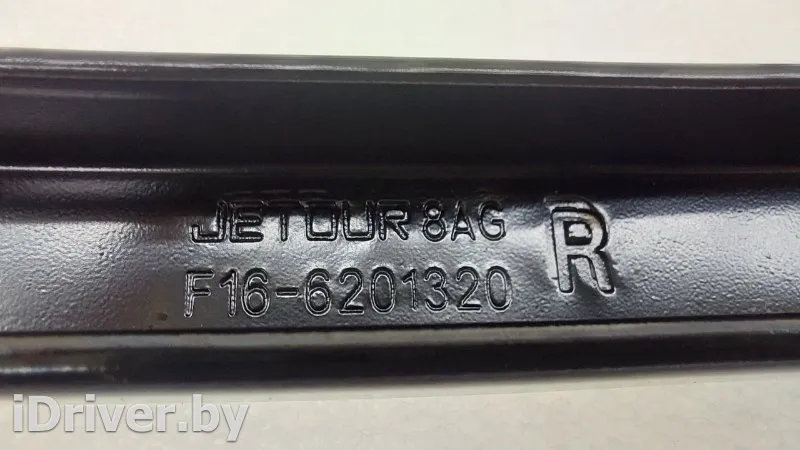 JETOUR 8AG R
F16-6201320
iDriver.by